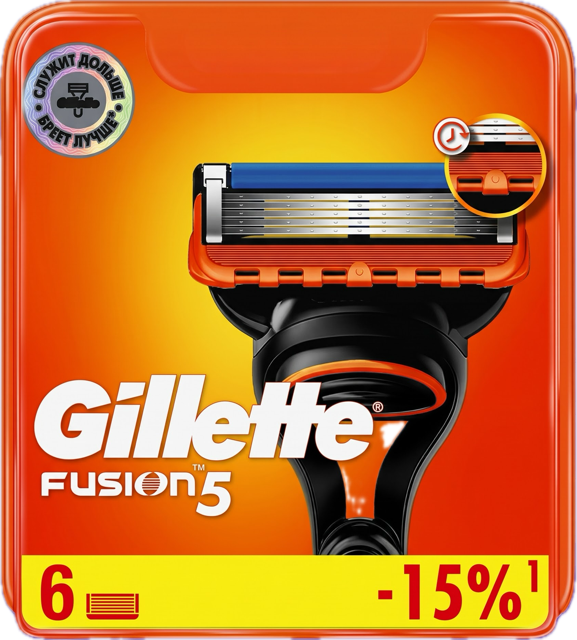 СЛУЖИТ ДОЛЬШЕ
Gillette
БРЕЕТ ЛУЧШЕ*
Gillette®
FUSION™5
6
-15%¹